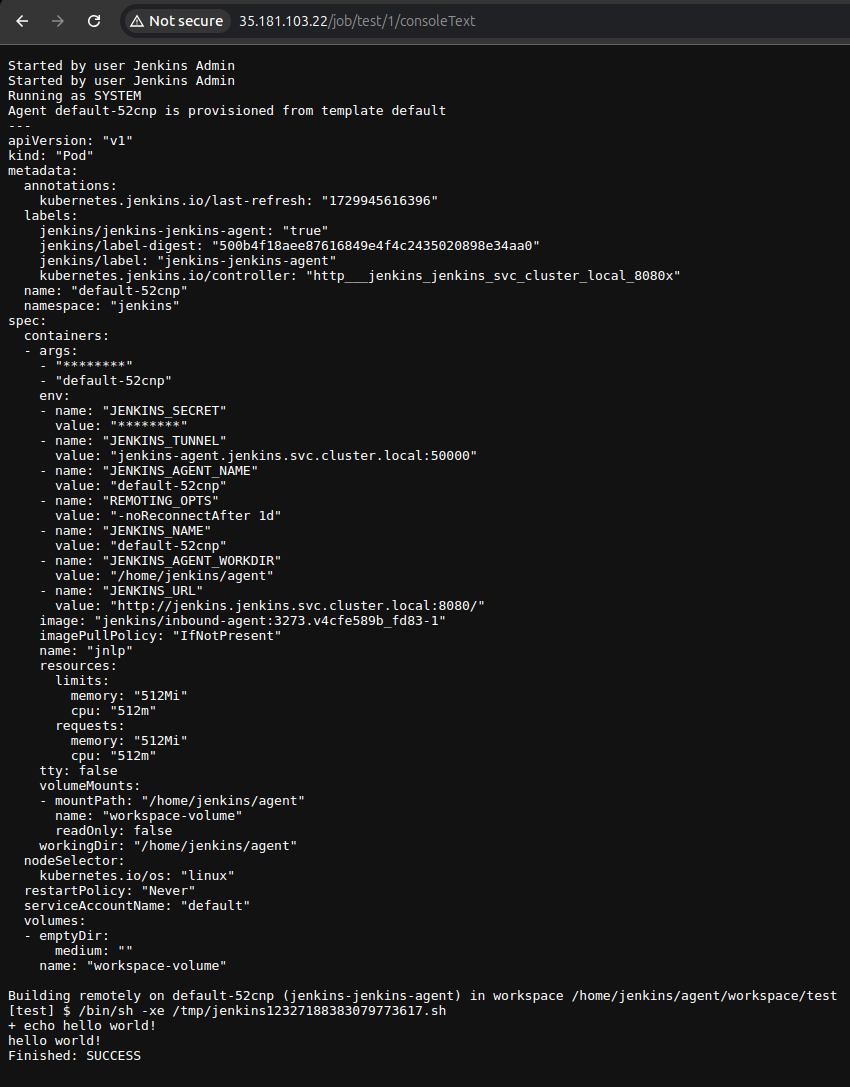 Not secure 35.181.103.22/job/test/1/consoleText
Started by user Jenkins Admin
Started by user Jenkins Admin
Running as SYSTEM
Agent default-52cnp is provisioned from template default
---
apiVersion: "v1"
kind: "Pod"
metadata:
  annotations:
    kubernetes.jenkins.io/last-refresh: "1729945616396"
  labels:
    jenkins/jenkins-jenkins-agent: "true"
    jenkins/label-digest: "500b4f18aee87616849e4f4c2435020898e34aa0"
    jenkins/label: "jenkins-jenkins-agent"
    kubernetes.jenkins.io/controller: "http___jenkins_jenkins_svc_cluster_local_8080x"
  name: "default-52cnp"
  namespace: "jenkins"
spec:
  containers:
  - args:
    - "********"
    - "default-52cnp"
    env:
    - name: "JENKINS_SECRET"
      value: "********"
    - name: "JENKINS_TUNNEL"
      value: "jenkins-agent.jenkins.svc.cluster.local:50000"
    - name: "JENKINS_AGENT_NAME"
      value: "default-52cnp"
    - name: "REMOTING_OPTS"
      value: "-noReconnectAfter 1d"
    - name: "JENKINS_NAME"
      value: "default-52cnp"
    - name: "JENKINS_AGENT_WORKDIR"
      value: "/home/jenkins/agent"
    - name: "JENKINS_URL"
      value: "http://jenkins.jenkins.svc.cluster.local:8080/"
    image: "jenkins/inbound-agent:3273.v4cfe589b_fd83-1"
    imagePullPolicy: "IfNotPresent"
    name: "jnlp"
    resources:
      limits:
        memory: "512Mi"
        cpu: "512m"
      requests:
        memory: "512Mi"
        cpu: "512m"
    tty: false
    volumeMounts:
    - mountPath: "/home/jenkins/agent"
      name: "workspace-volume"
      readOnly: false
    workingDir: "/home/jenkins/agent"
  nodeSelector:
    kubernetes.io/os: "linux"
  restartPolicy: "Never"
  serviceAccountName: "default"
  volumes:
  - emptyDir:
      medium: ""
    name: "workspace-volume"
Building remotely on default-52cnp (jenkins-jenkins-agent) in workspace /home/jenkins/agent/workspace/test
[test] $ /bin/sh -xe /tmp/jenkins12327188383079773617.sh
+ echo hello world!
hello world!
Finished: SUCCESS